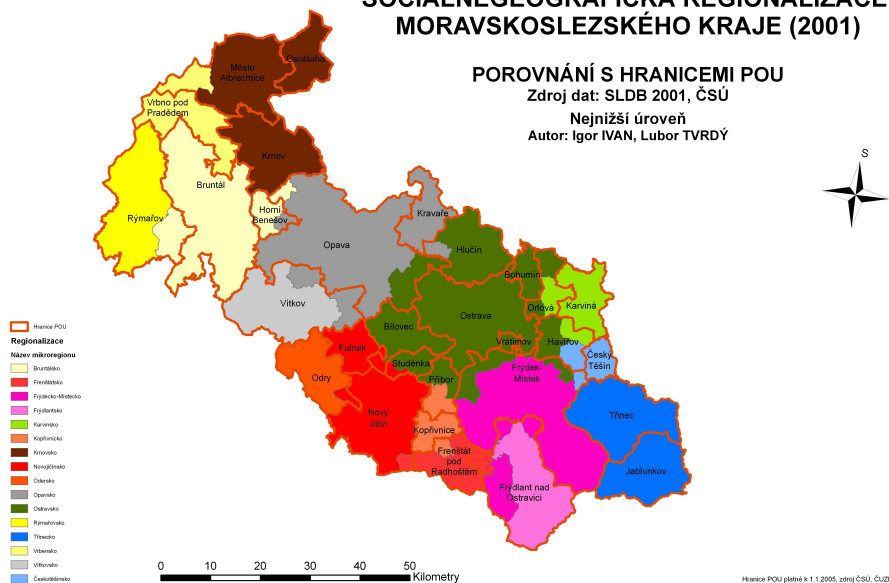 SOCIÁLNĚGEOGRAFICKÁ REGIONALIZACE
MORAVSKOSLEZSKÉHO KRAJE (2001)
POROVNÁNÍ S HRANICEMI POU
Zdroj dat: SLDB 2001, ČSÚ
Nejnižší úroveň
Autor: Igor IVAN, Lubor TVRDÝ
S
Osoblaha
Město
Albrechtice
Vrbno pod
Pradědem
Krnov
Bruntál
Rýmařov
Horní
Benešov
Kravaře
Opava
Hlučín
Bohumín
Vítkov
Orlová
Karviná
Ostrava
Bílovec
Vratimov
Havířov
Fulnek
Český
Těšín
Studénka
Frýdek-
Místek
Odry
Příbor
Nový
Jičín
Třinec
Kopřivnice
Frenštát
pod
Radhoštěm
Jablunkov
Frýdlant nad
Ostravicí
Hranice POU
Regionalizace
Název mikroregionu
Bruntálsko
Frenštátsko
Frýdecko-Místecko
Frýdlantsko
Karvinsko
Kopřivnicko
Krnovsko
Novojičínsko
Odersko
Opavsko
Ostravsko
Rýmařovsko
Třinecko
Vrbensko
Vítkovsko
Českotěšínsko
0 10 20 30 40 50
Kilometry
Hranice POU platné k 1.1.2005, zdroj ČSÚ, ČÚZ